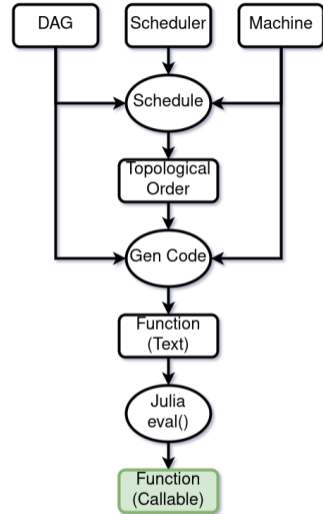 DAG
Scheduler
Machine
Schedule
Topological
Order
Gen Code
Function
(Text)
Julia
eval()
Function
(Callable)